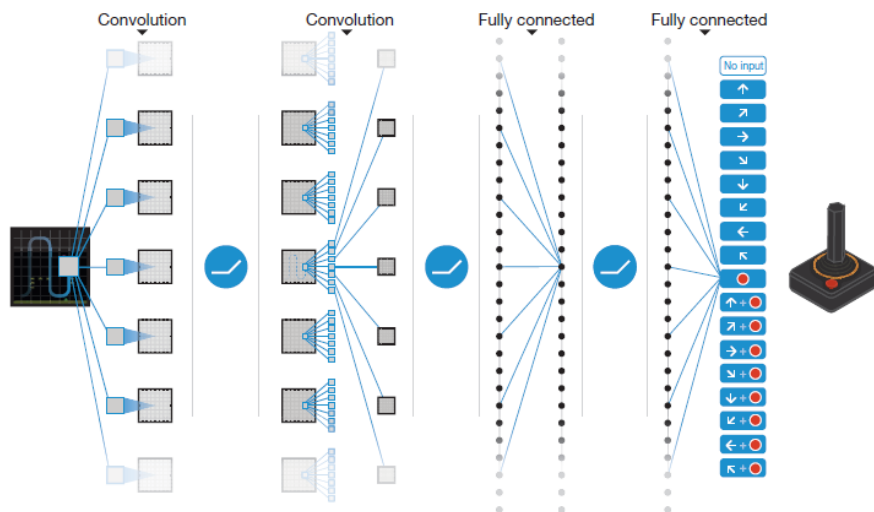 Convolution
Convolution
Fully connected
Fully connected
No input
+
+
+
+
+
+
+
+